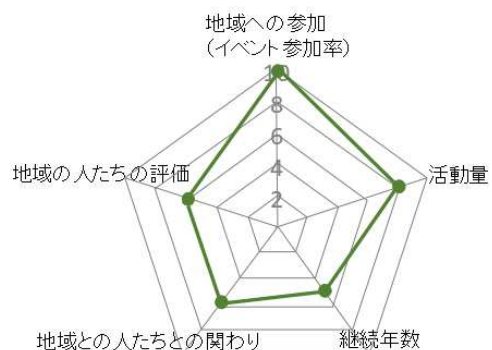 地域への参加
(イベント参加率)
10
8
6
4
2
地域の人たちの評価
活動量
地域との人たちとの関わり
継続年数